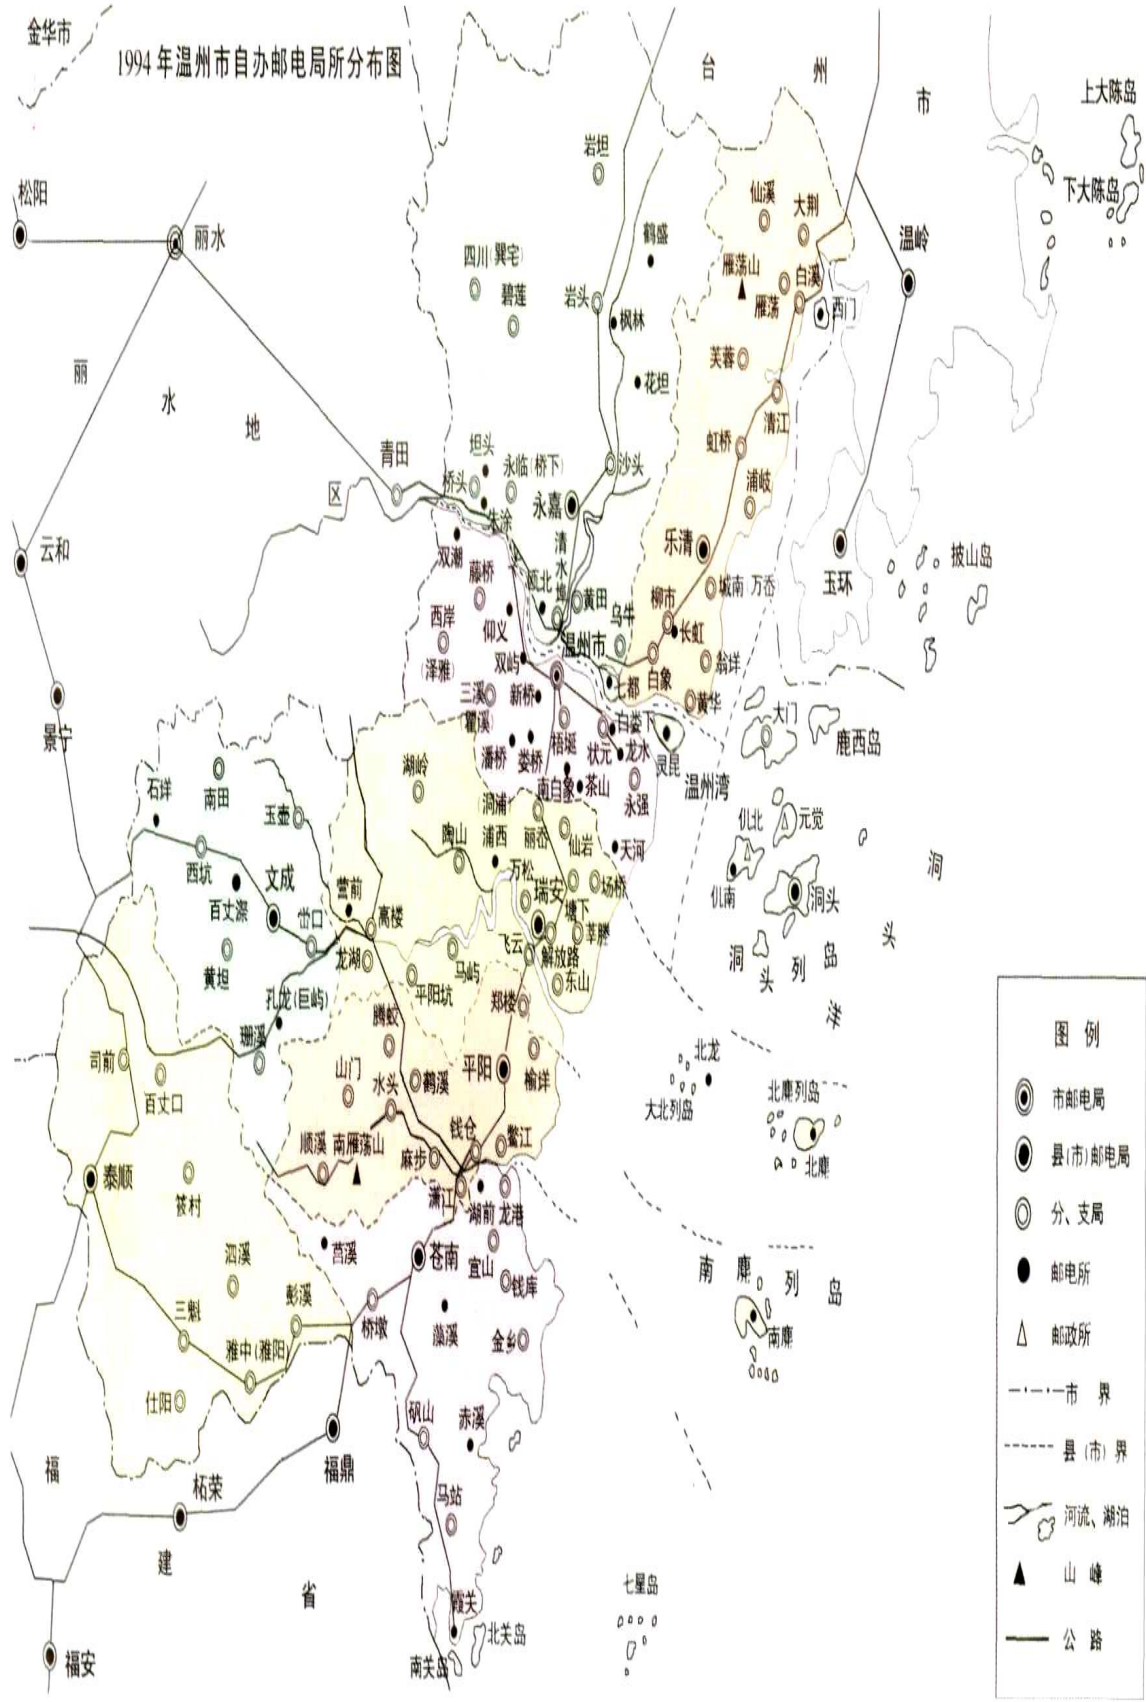 金华市
1994年温州市自办邮电局所分布图
台
州
市
上大陈岛
下大陈岛
松阳
丽水
岩坦
仙溪
大荆
温岭
鹤盛
四川(巽宅)
雁荡山
白溪
碧莲
岩头
雁荡
西门
枫林
芙蓉
花坦
丽
水
地
区
清江
虹桥
青田
坦头
永临(桥下)
沙头
桥头
浦岐
永嘉
朱涂
云和
双潮
清水埠
乐清
披山岛
藤桥
瓯北
黄田
玉环
城南(万岙)
西岸
(泽雅)
仰义
乌牛
柳市
长虹
温州市
双屿
翁垟
白象
七都
三溪
瞿溪
新桥
黄华
景宁
白娄下
大门
梧埏
状元
龙水
鹿西岛
潘桥
娄桥
灵昆
温州湾
湖岭
南白象
茶山
石垟
南田
(洞浦)
永强
玉壶
仙岩
丽岙
仉北
元觉
陶山
浦西
天河
西坑
文成
万松
瑞安
场桥
仉南
洞头
洞
头
洋
营前
百丈漈
高楼
塘下
莘塍
岙口
飞云
解放路
黄坦
龙湖
马屿
东山
洞
头
列
岛
平阳坑
孔龙(巨屿)
郑楼
腾蛟
珊溪
司前
北龙
山门
水头
鹤溪
平阳
榆垟
百丈口
大北列岛
北麂列岛
钱仓
鳌江
顺溪
南雁荡山
麻步
北麂
泰顺
萧江
筱村
湖前
龙港
莒溪
苍南
泗溪
宜山
南
麂
列
岛
钱库
彭溪
三魁
桥墩
藻溪
金乡
南麂
雅中(雅阳)
仕阳
矾山
赤溪
福
建
省
福鼎
柘荣
马站
霞关
七星岛
北关岛
南关岛
福安
图 例
市邮电局
县(市)邮电局
分、支局
邮电所
邮政所
市 界
县(市)界
河流、湖泊
山 峰
公 路